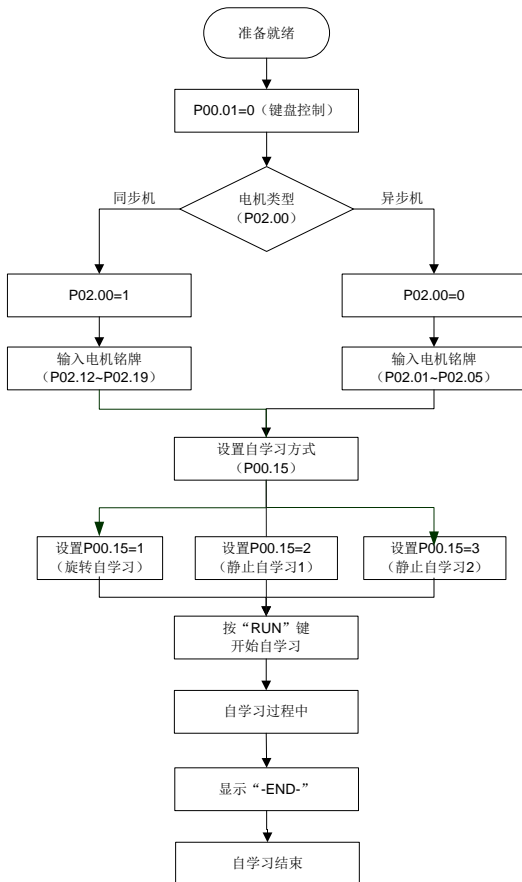 准备就绪
P00.01=0（键盘控制）
同步机
电机类型
（P02.00）
异步机
P02.00=1
P02.00=0
输入电机铭牌
（P02.12~P02.19）
输入电机铭牌
（P02.01~P02.05）
设置自学习方式
（P00.15）
设置P00.15=1
（旋转自学习）
设置P00.15=2
（静止自学习1）
设置P00.15=3
（静止自学习2）
按“RUN”键
开始自学习
自学习过程中
显示“-END-”
自学习结束